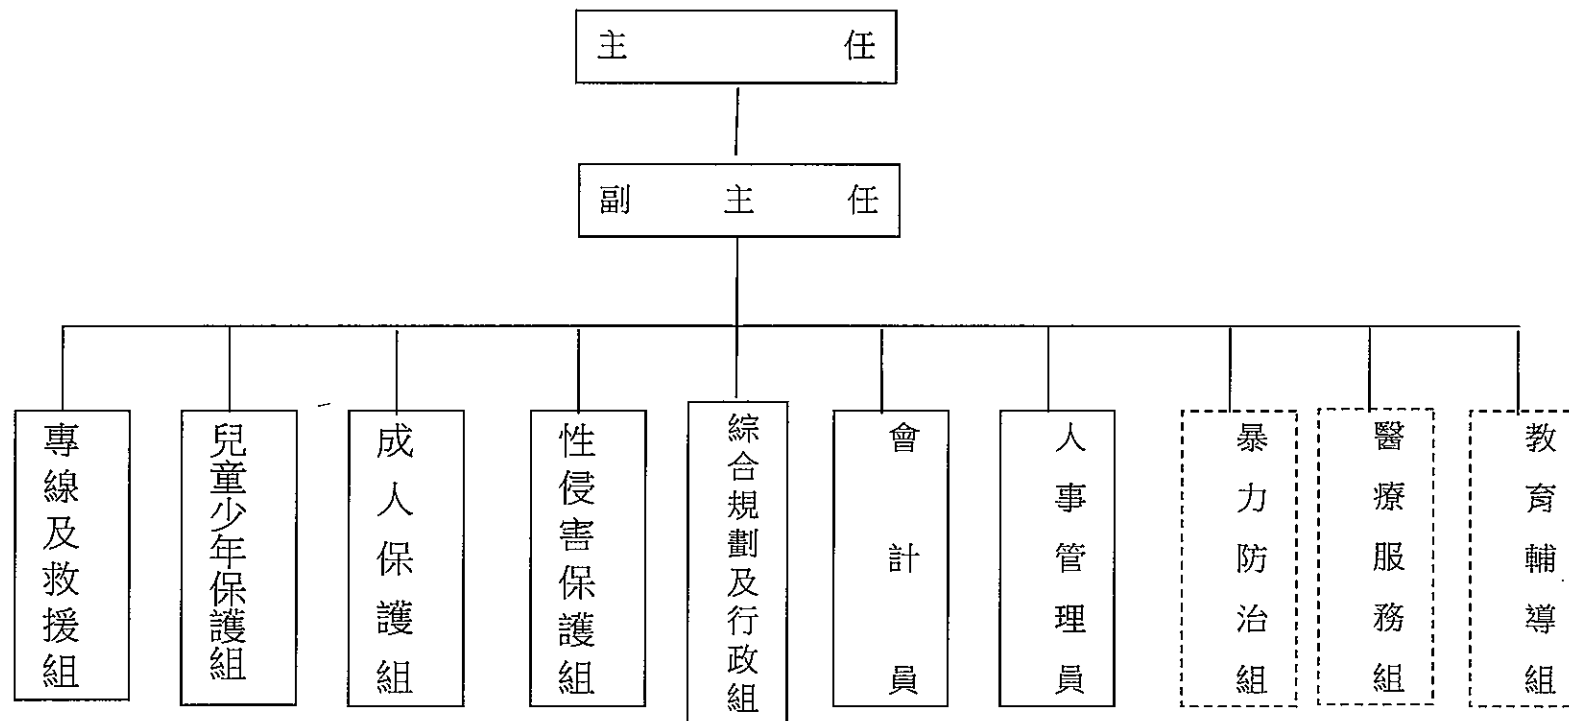 主任
副主任
專線及救援組
兒童少年保護組
成人保護組
性侵害保護組
綜合規劃及行政組
會計員
人事管理員
暴力防治組
醫療服務組
教育輔導組